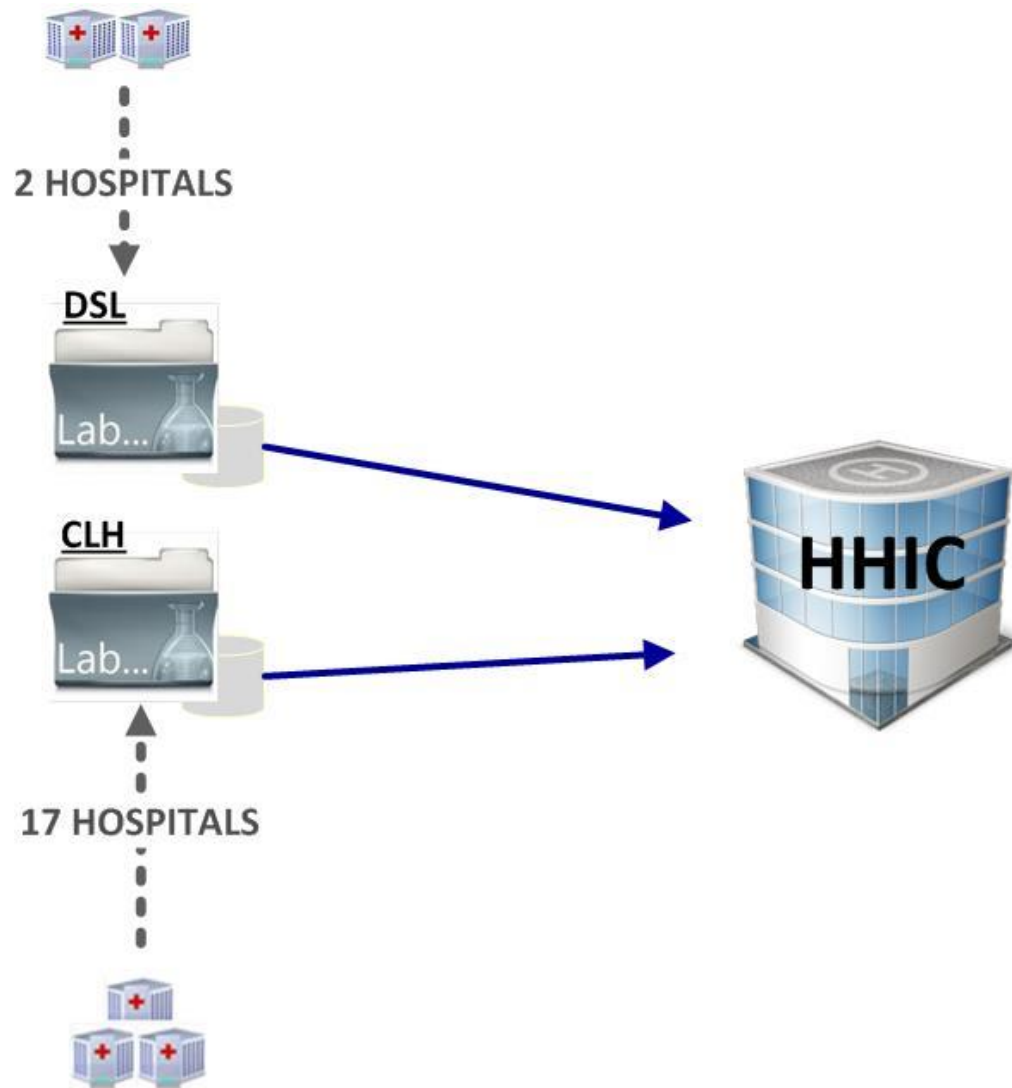 2 HOSPITALS
DSL
Lab...
CLH
Lab...
HHIC
17 HOSPITALS